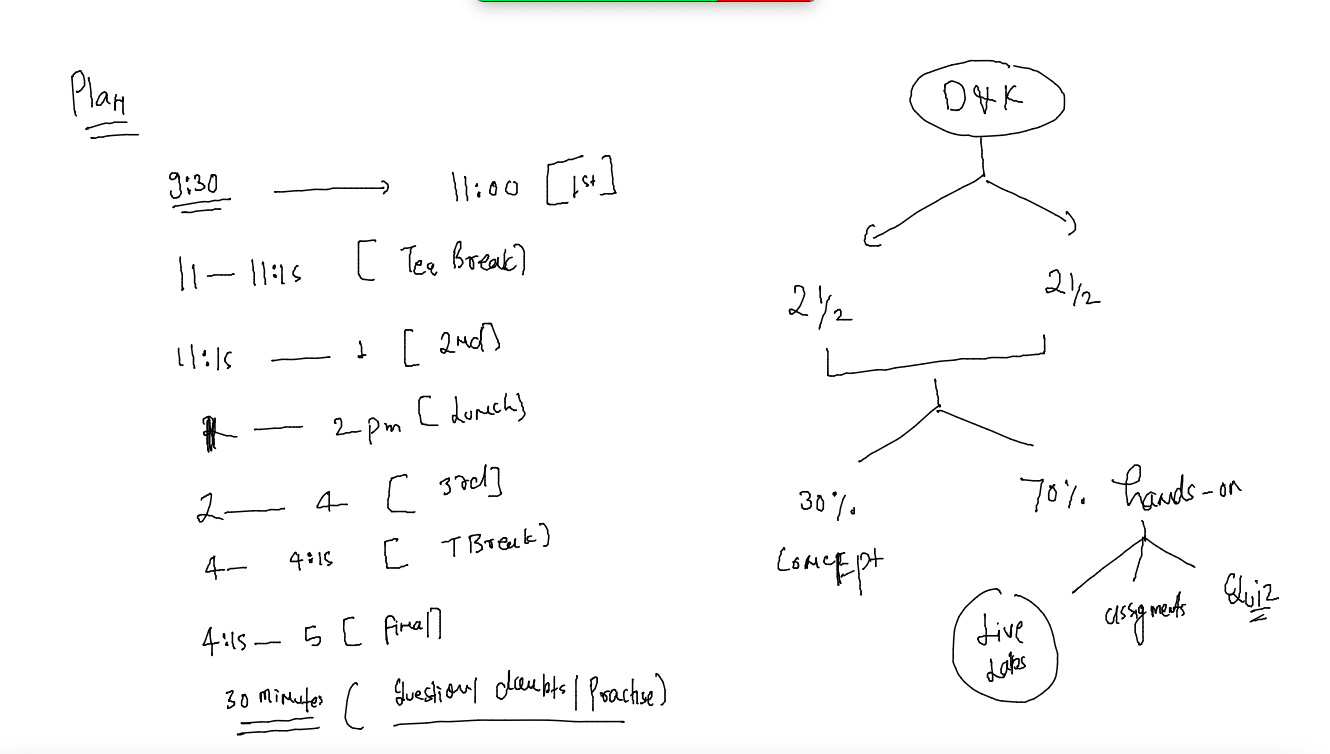 Plan
9:30 → 11:00 [1st]
11 — 11:15 [Tea Break]
11:15 — 1 [2nd]
1 — 2 pm [Lunch]
2 — 4 [3rd]
4 — 4:15 [T Break]
4:15 — 5 [final]
30 minutes (Question/ doubts/ Practise)
D & K
2 1/2
2 1/2
30%.
Concept
70%. hands-on
Live
Labs
assigments
Quiz